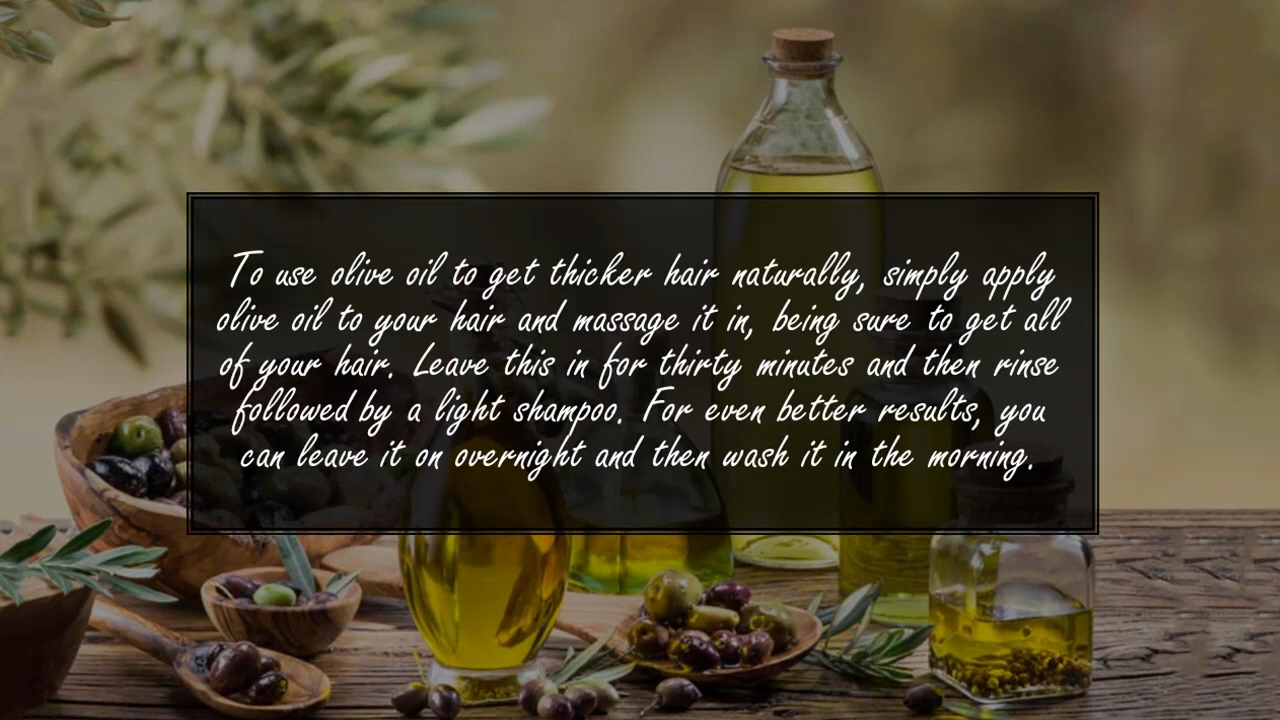 To use olive oil to get thicker hair naturally, simply apply
olive oil to your hair and massage it in, being sure to get all
of your hair. Leave this in for thirty minutes and then rinse
followed by a light shampoo. For even better results, you
can leave it on overnight and then wash it in the morning.